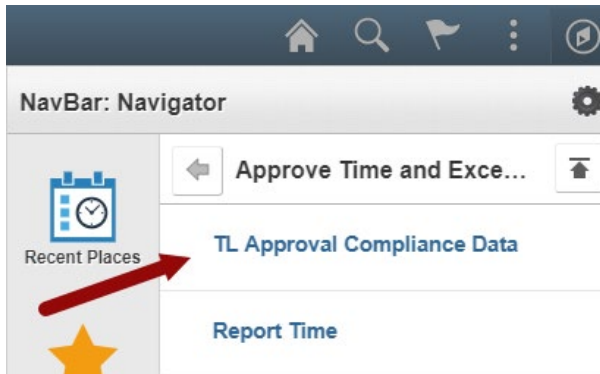 NavBar: Navigator
Approve Time and Exce...
Recent Places
TL Approval Compliance Data
Report Time